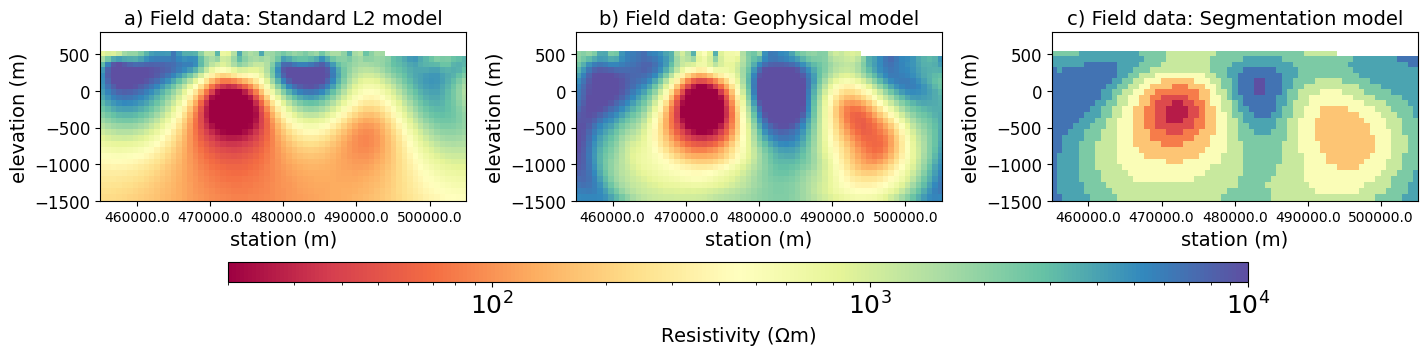 a) Field data: Standard L2 model
b) Field data: Geophysical model
c) Field data: Segmentation model
elevation (m)
500
0
−500
−1000
−1500
460000.0 470000.0 480000.0 490000.0 500000.0
station (m)
elevation (m)
500
0
−500
−1000
−1500
460000.0 470000.0 480000.0 490000.0 500000.0
station (m)
elevation (m)
500
0
−500
−1000
−1500
460000.0 470000.0 480000.0 490000.0 500000.0
station (m)
10² 10³ 10⁴
Resistivity (Ωm)